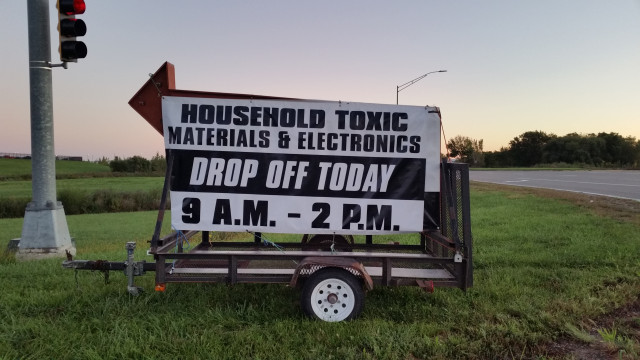 HOUSEHOLD TOXIC
MATERIALS & ELECTRONICS
DROP OFF TODAY
9 A.M. - 2 P.M.